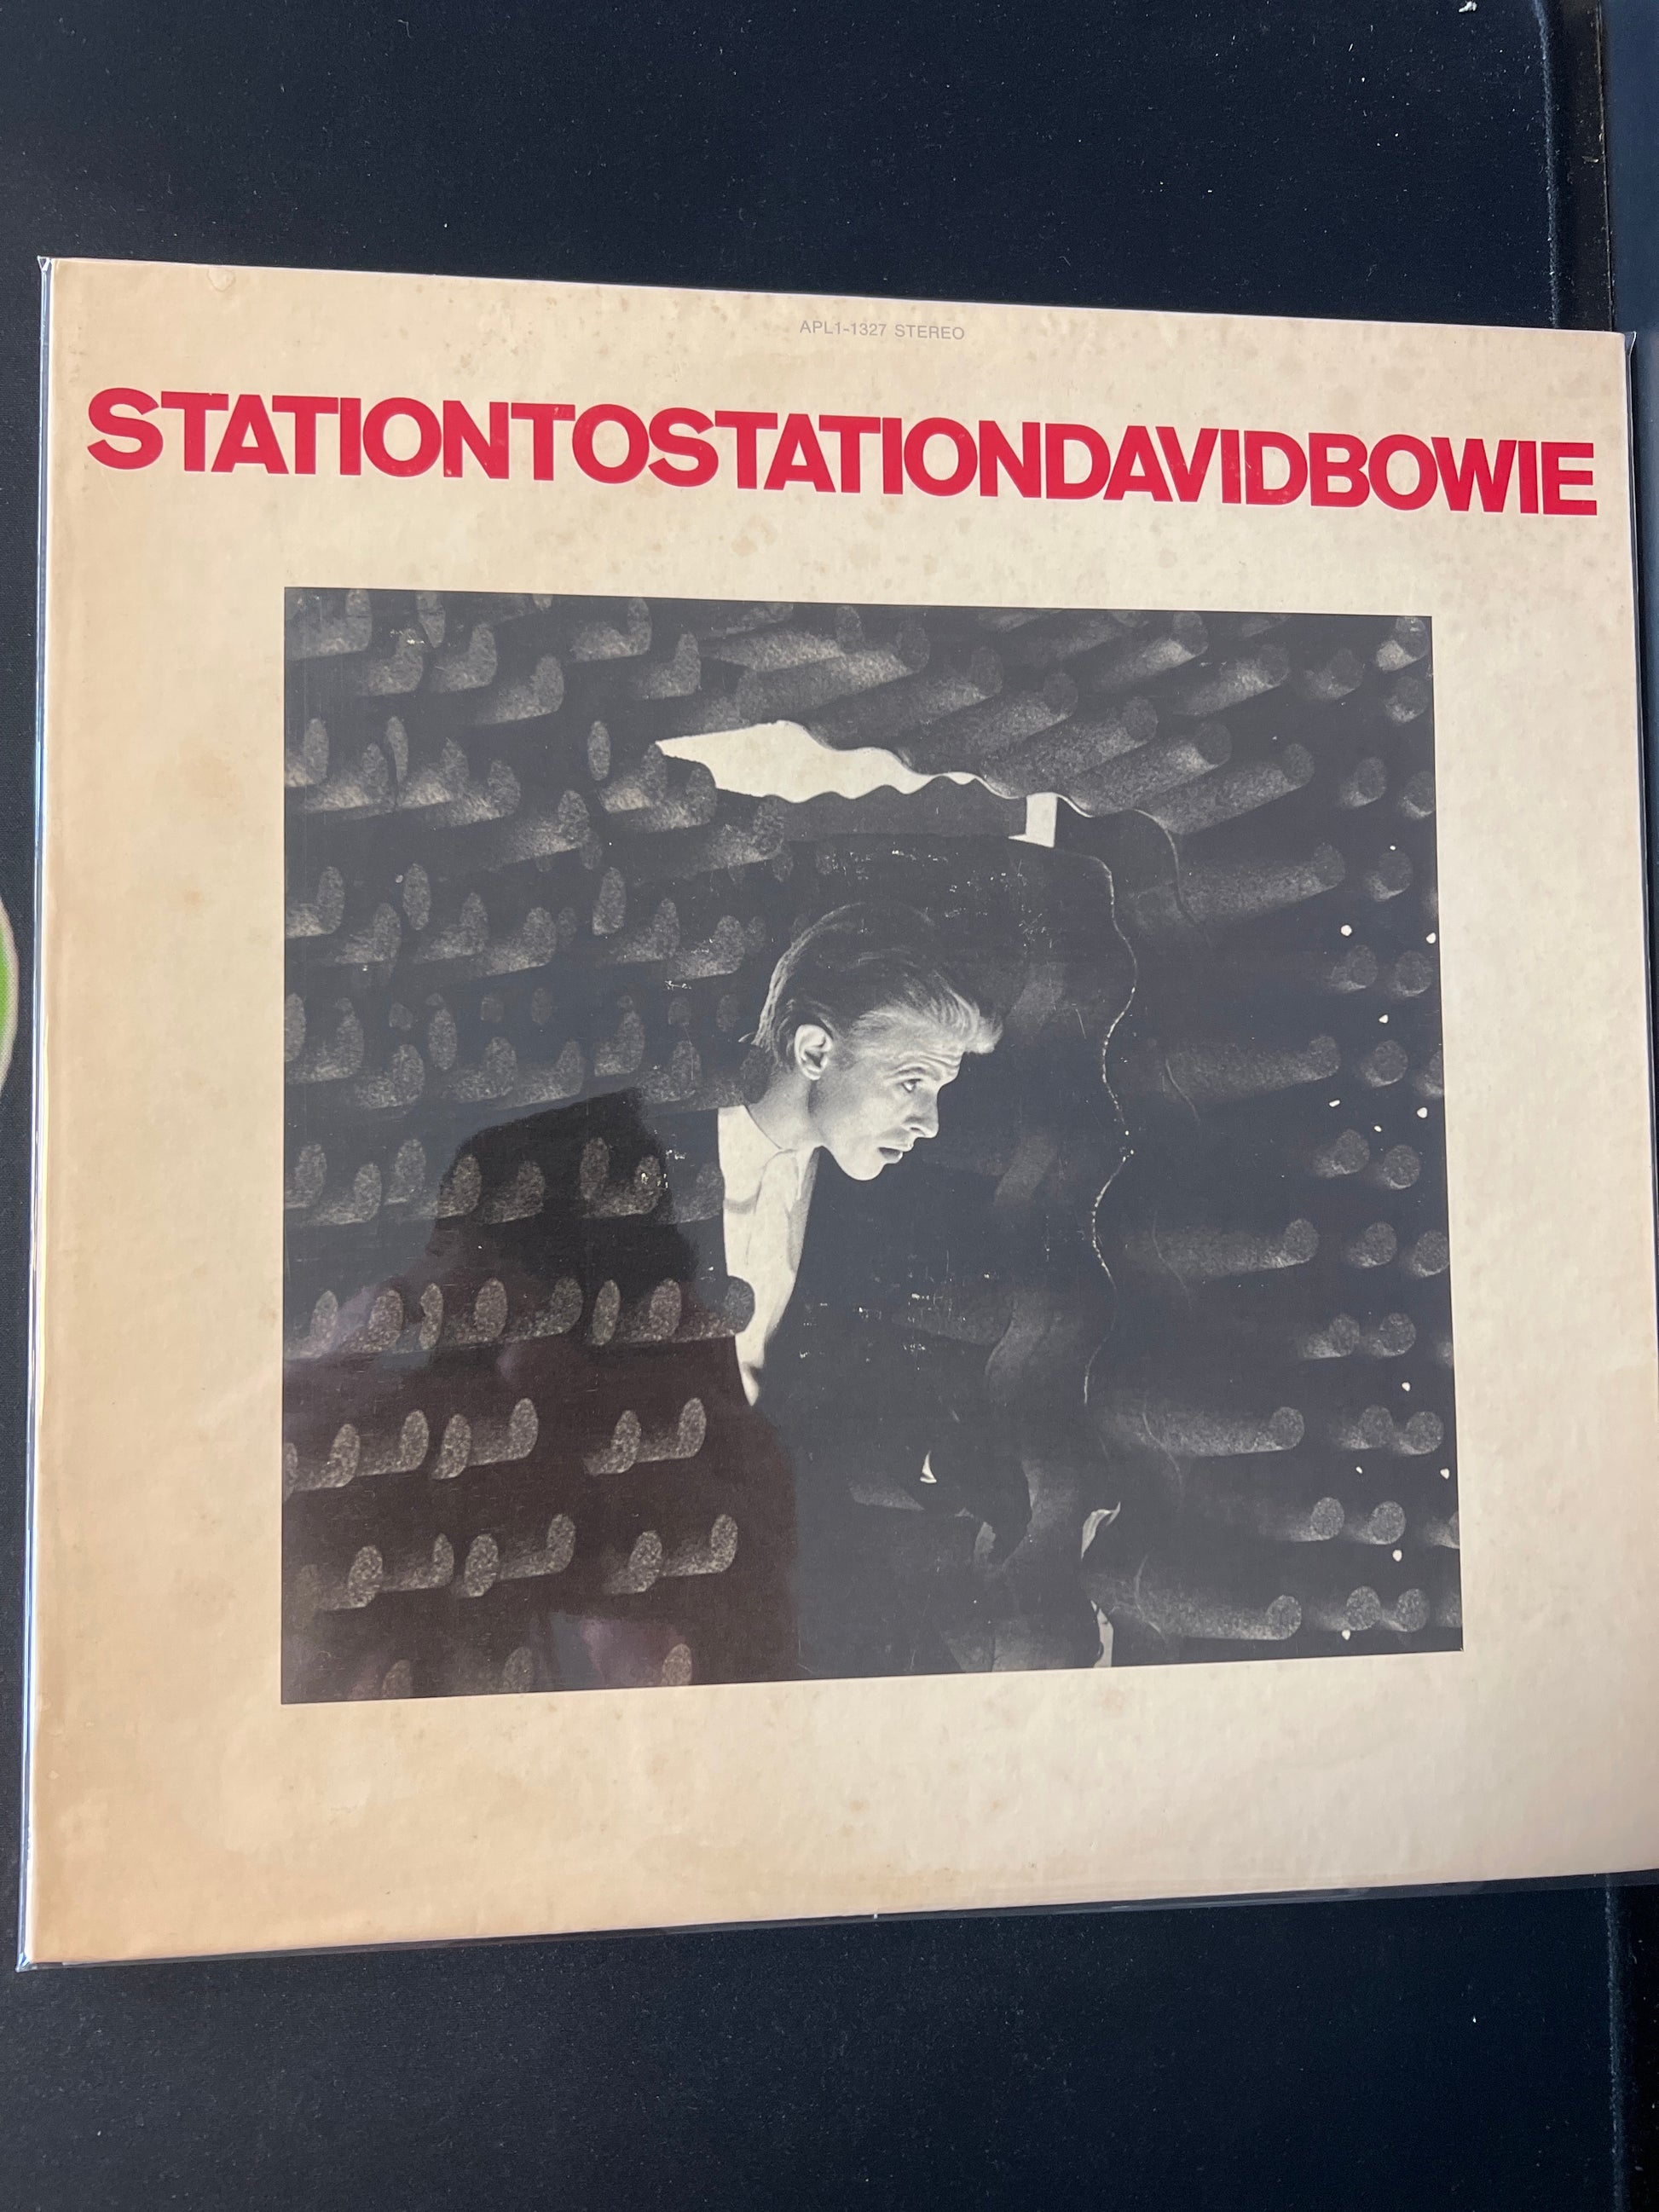 APL1-1327 STEREO
STATIONTOSTATIONDAVIDBOWIE